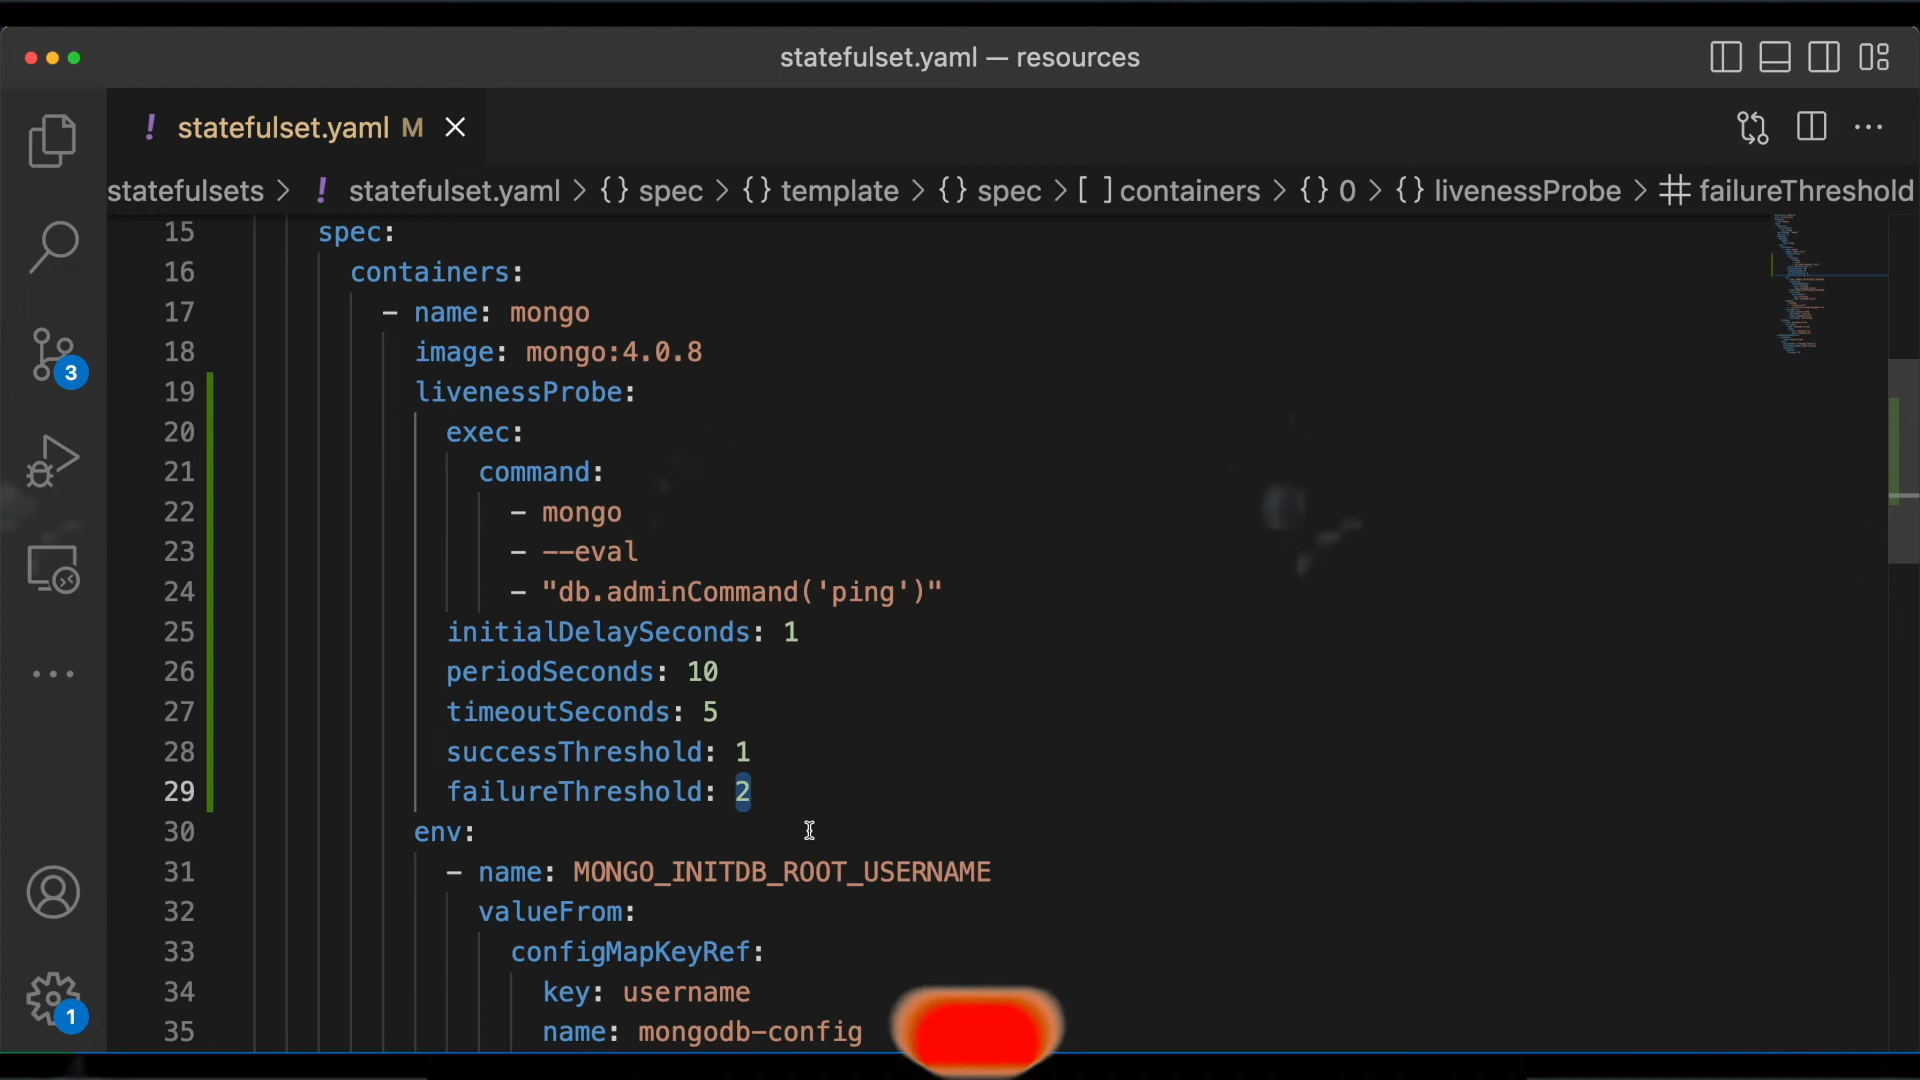 statefulset.yaml — resources
! statefulset.yaml M
statefulsets > ! statefulset.yaml > {} spec > {} template > {} spec > [ ] containers > {} 0 > {} livenessProbe > # failureThreshold
15 spec:
16 containers:
17 - name: mongo
18 image: mongo:4.0.8
19 livenessProbe:
20 exec:
21 command:
22 - mongo
23 - --eval
24 - "db.adminCommand('ping')"
25 initialDelaySeconds: 1
26 periodSeconds: 10
27 timeoutSeconds: 5
28 successThreshold: 1
29 failureThreshold: 2
30 env:
31 - name: MONGO_INITDB_ROOT_USERNAME
32 valueFrom:
33 configMapKeyRef:
34 key: username
35 name: mongodb-config
3
1